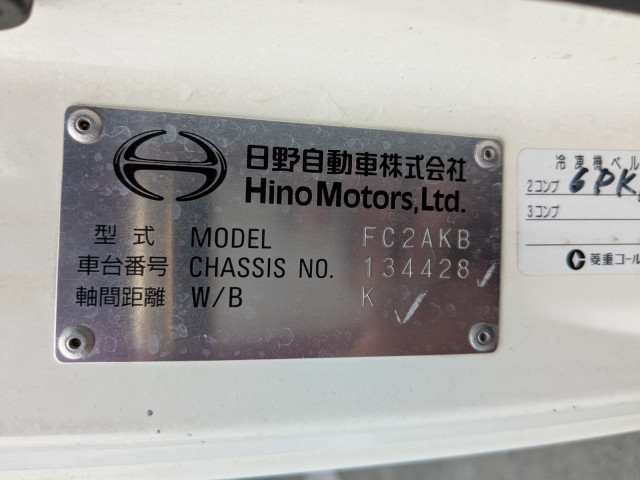 日野自動車株式会社
Hino Motors, Ltd.
型式 MODEL FC2AKB
車台番号 CHASSIS NO. 134428
軸間距離 W/B K
冷凍機ベル
2コンプ 6PK
3コンプ
菱重コール